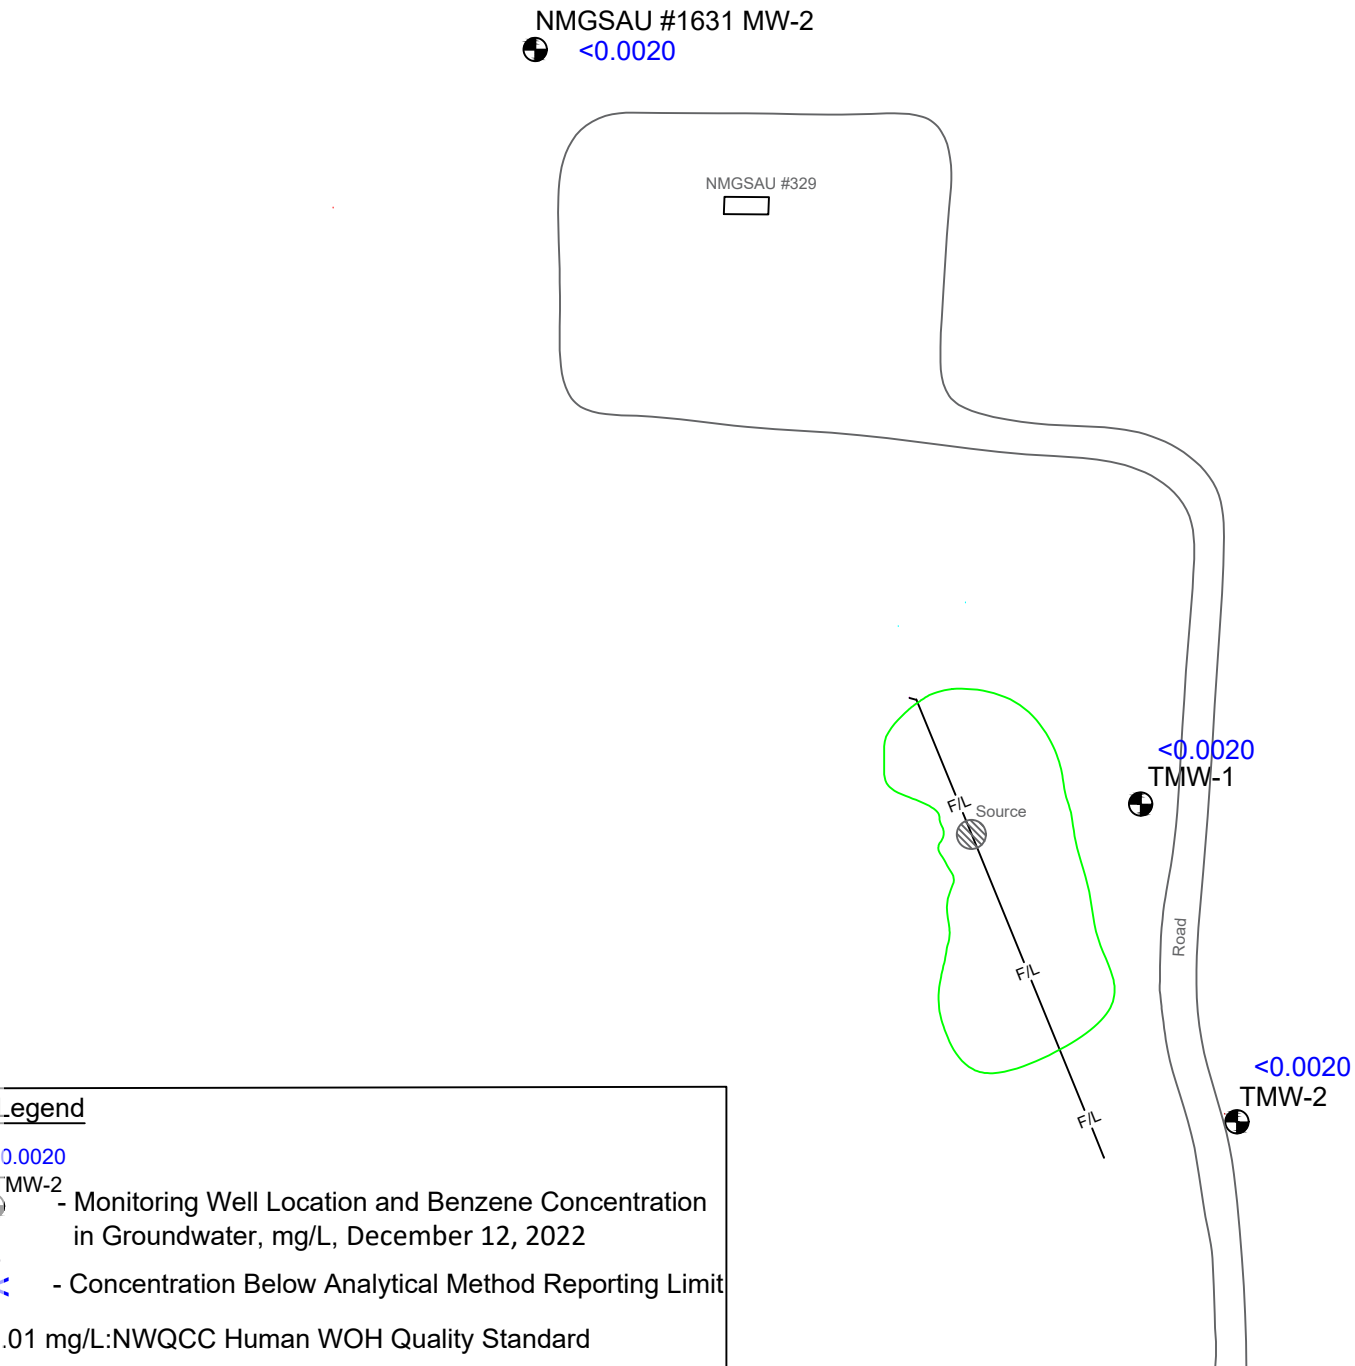 NMGSAU #1631 MW-2
<0.0020
NMGSAU #329
<0.0020
TMW-1
F/L
Source
Road
F/L
<0.0020
TMW-2
F/L
Legend
0.0020
TMW-2
- Monitoring Well Location and Benzene Concentration
in Groundwater, mg/L, December 12, 2022
< - Concentration Below Analytical Method Reporting Limit
.01 mg/L:NWQCC Human WOH Quality Standard